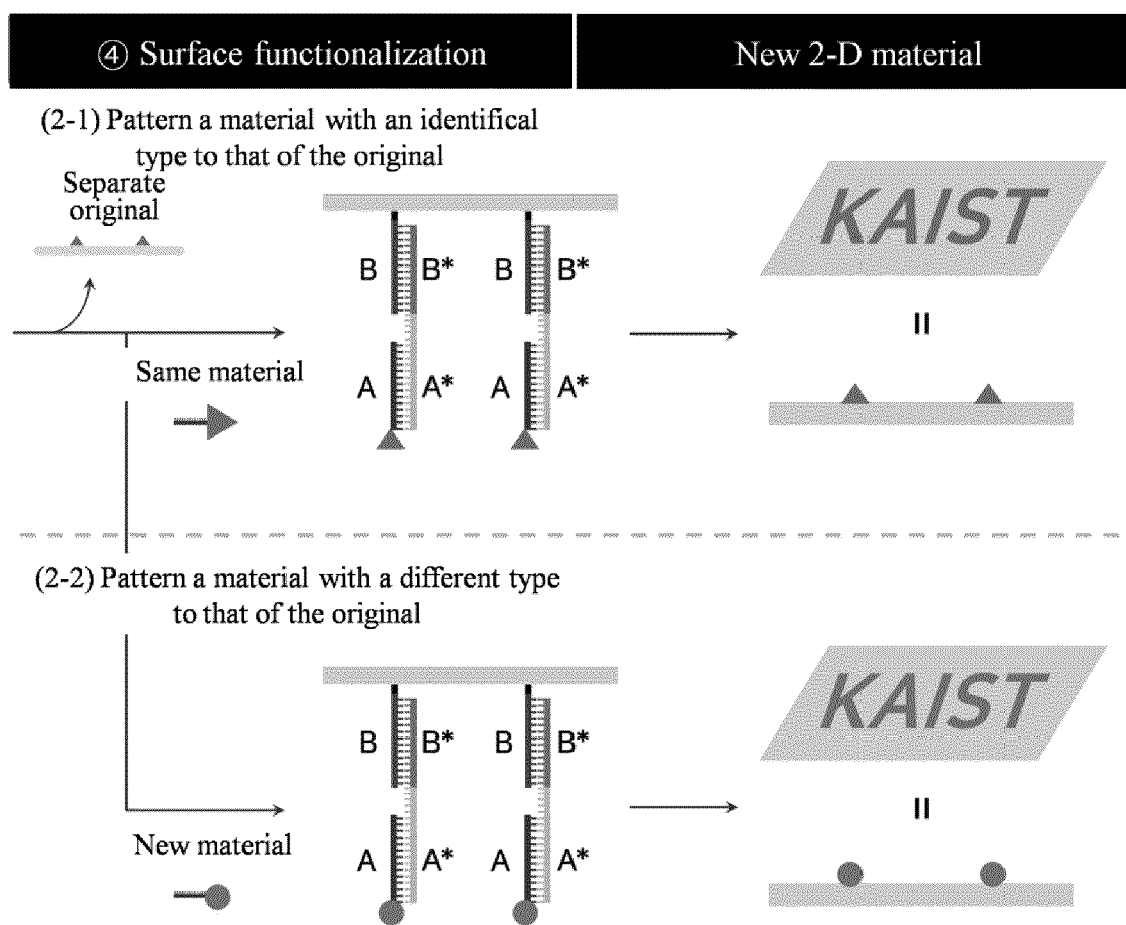 ④ Surface functionalization
New 2-D material
(2-1) Pattern a material with an identifical
type to that of the original
Separate
original
B B* B B*
KAIST
=
Same material
A A* A A*
(2-2) Pattern a material with a different type
to that of the original
B B* B B*
KAIST
=
New material
A A* A A*